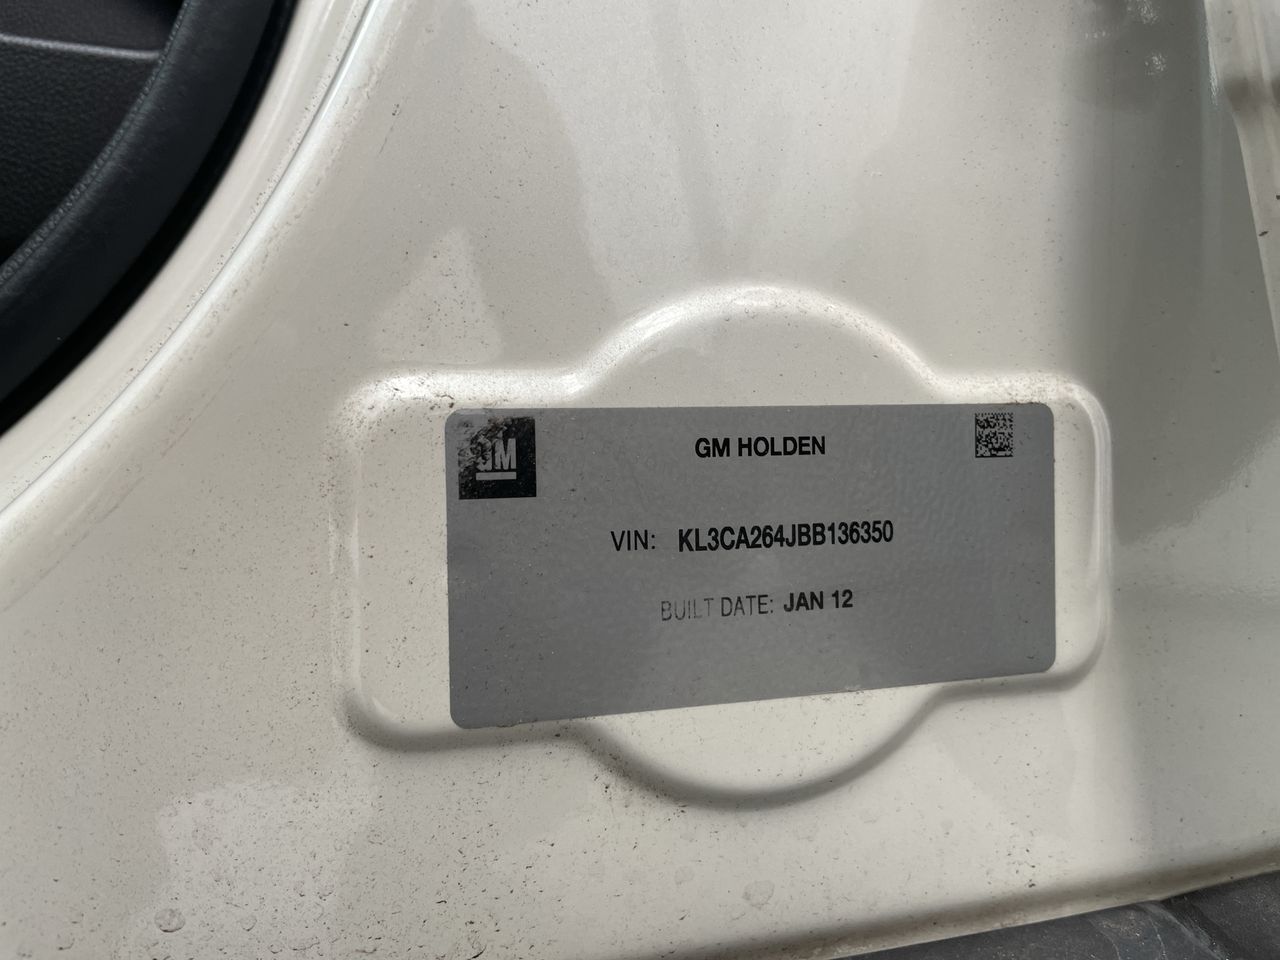 GM
GM HOLDEN
VIN: KL3CA264JBB136350
BUILT DATE: JAN 12